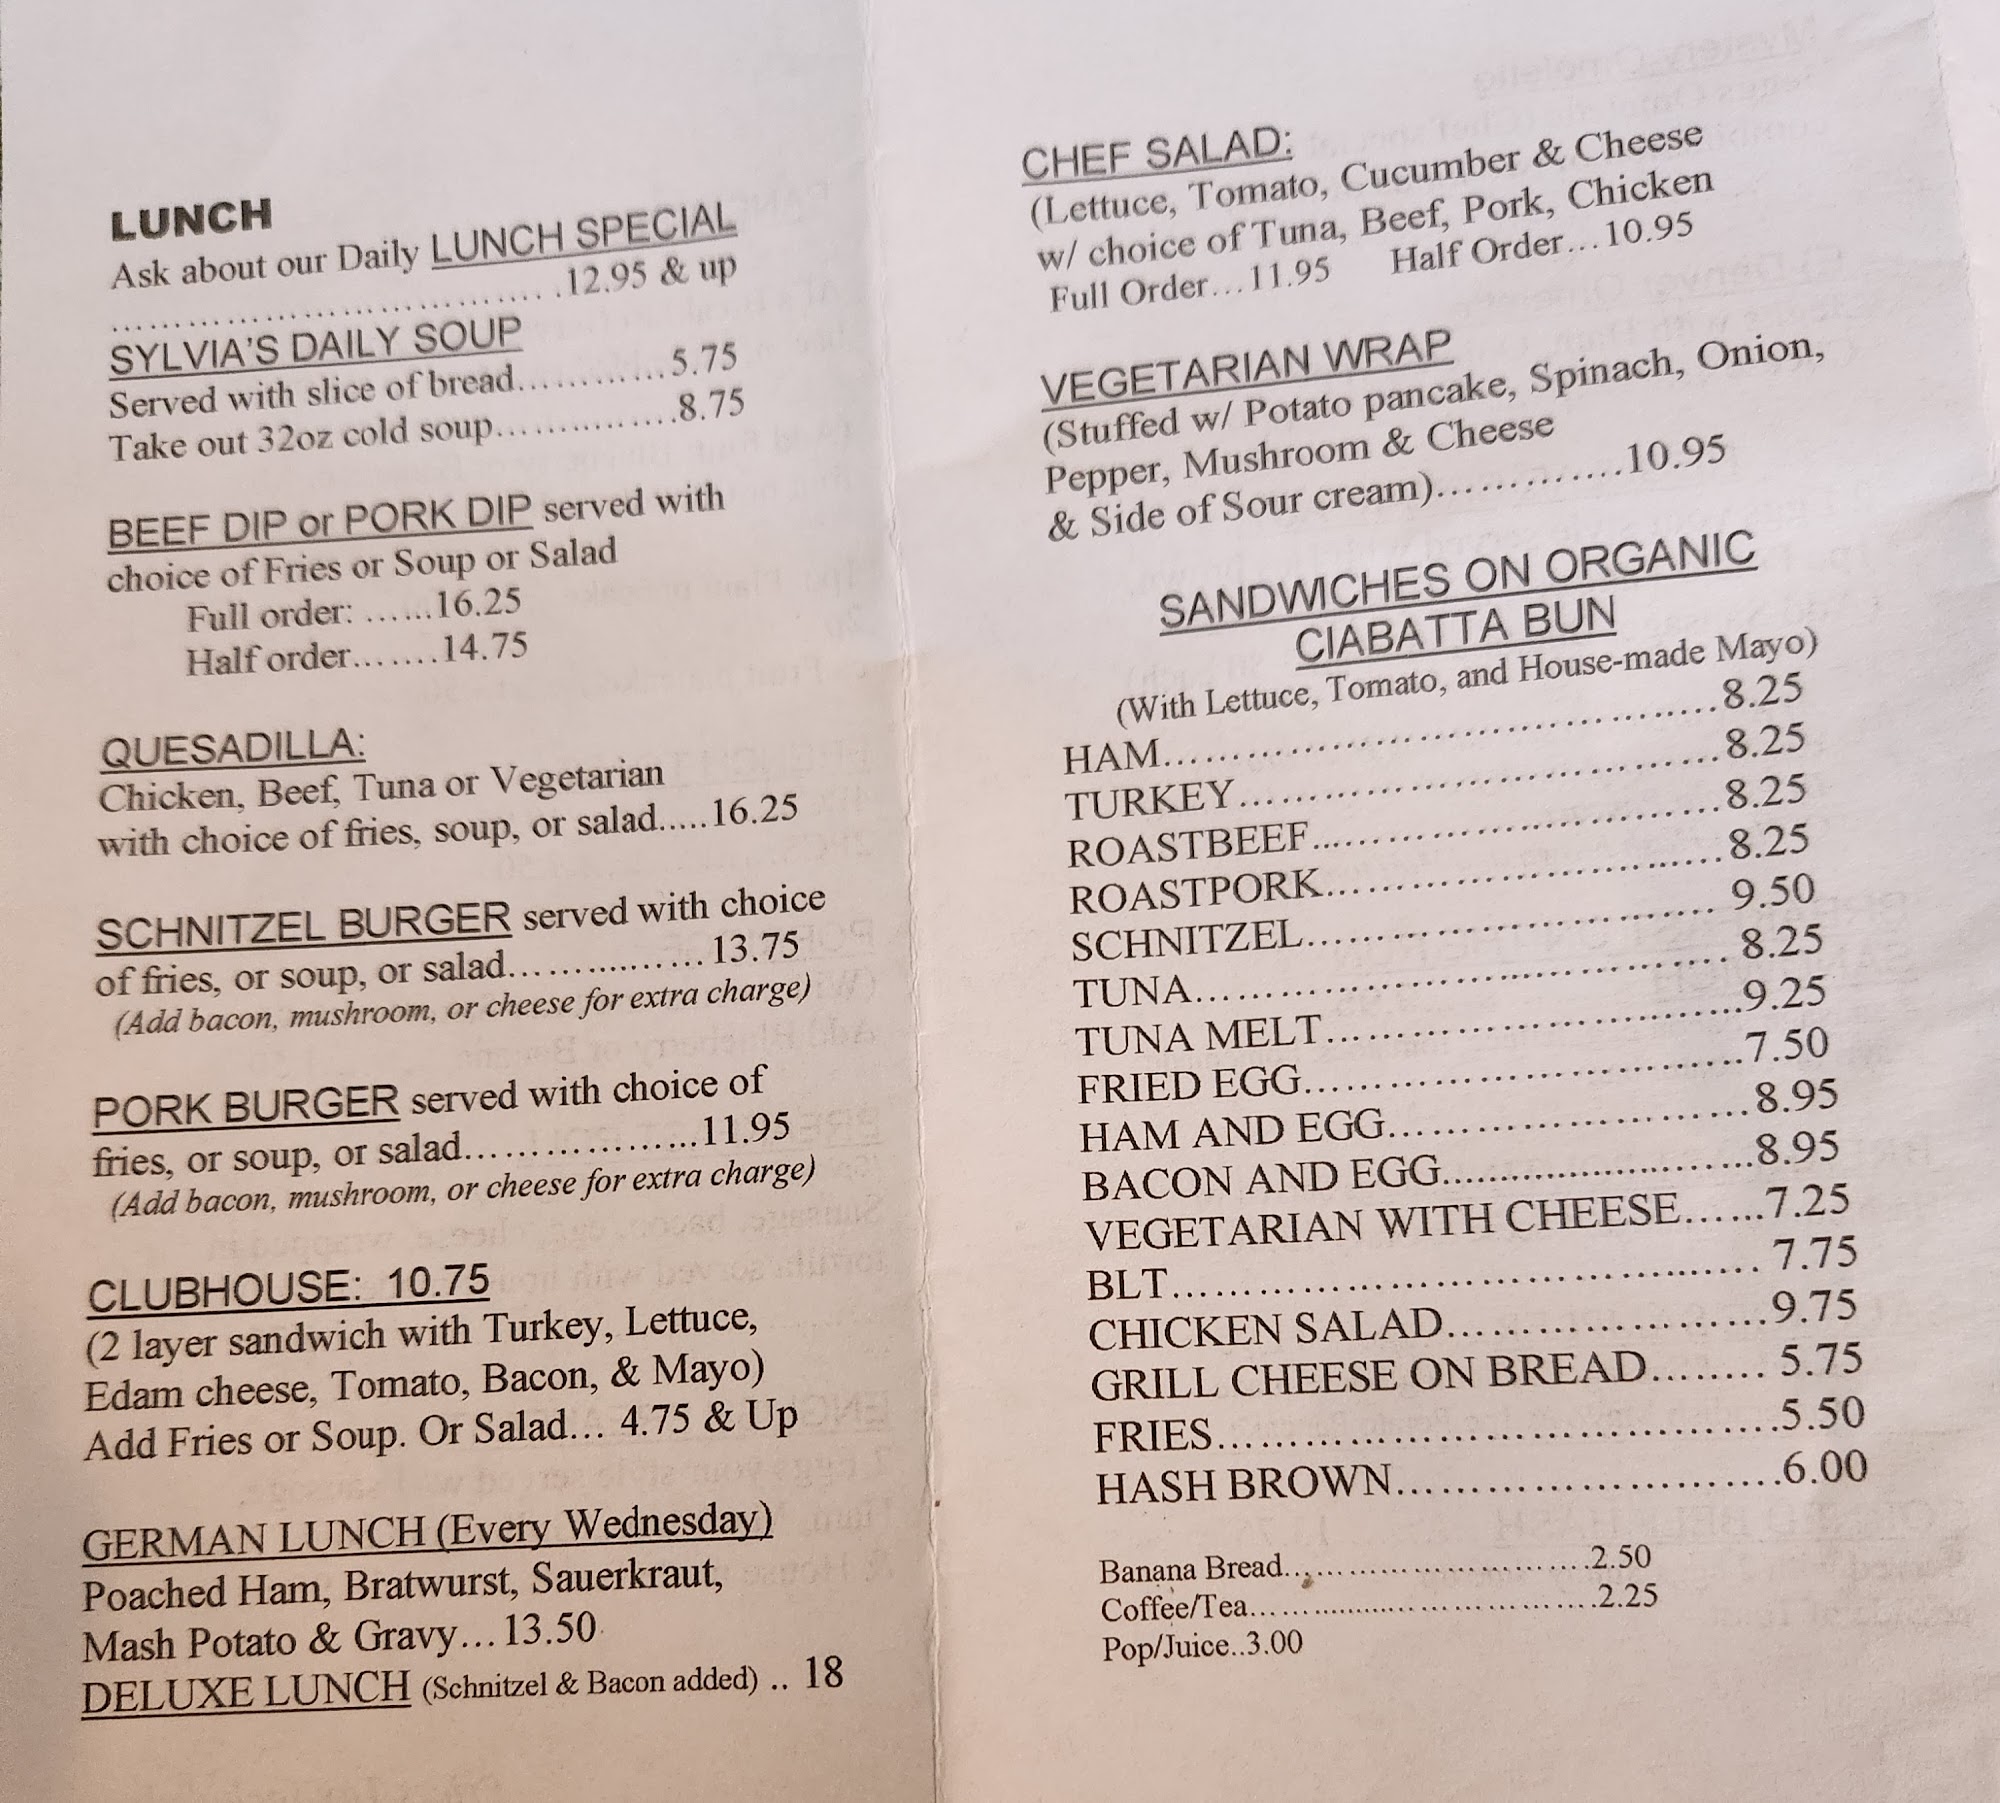 LUNCH
Ask about our Daily LUNCH SPECIAL
……………………………….12.95 & up
SYLVIA'S DAILY SOUP
Served with slice of bread…………5.75
Take out 32oz cold soup……………8.75
BEEF DIP or PORK DIP served with
choice of Fries or Soup or Salad
Full order: ……16.25
Half order…….14.75
QUESADILLA:
Chicken, Beef, Tuna or Vegetarian
with choice of fries, soup, or salad.....16.25
SCHNITZEL BURGER served with choice
of fries, or soup, or salad……....……13.75
(Add bacon, mushroom, or cheese for extra charge)
PORK BURGER served with choice of
fries, or soup, or salad………………..11.95
(Add bacon, mushroom, or cheese for extra charge)
CLUBHOUSE: 10.75
(2 layer sandwich with Turkey, Lettuce,
Edam cheese, Tomato, Bacon, & Mayo)
Add Fries or Soup. Or Salad… 4.75 & Up
GERMAN LUNCH (Every Wednesday)
Poached Ham, Bratwurst, Sauerkraut,
Mash Potato & Gravy…13.50
DELUXE LUNCH (Schnitzel & Bacon added) .. 18
CHEF SALAD:
(Lettuce, Tomato, Cucumber & Cheese
w/ choice of Tuna, Beef, Pork, Chicken
Full Order…11.95 Half Order…10.95
VEGETARIAN WRAP
(Stuffed w/ Potato pancake, Spinach, Onion,
Pepper, Mushroom & Cheese
& Side of Sour cream)………….10.95
SANDWICHES ON ORGANIC
CIABATTA BUN
(With Lettuce, Tomato, and House-made Mayo)
HAM……………………………………8.25
TURKEY………………………………8.25
ROASTBEEF……………………………8.25
ROASTPORK……………………………8.25
SCHNITZEL…………………………… 9.50
TUNA………………………………… 8.25
TUNA MELT……………………………9.25
FRIED EGG……………………………7.50
HAM AND EGG…………………………8.95
BACON AND EGG………………………8.95
VEGETARIAN WITH CHEESE……7.25
BLT…………………………………… 7.75
CHICKEN SALAD……………………9.75
GRILL CHEESE ON BREAD…….. 5.75
FRIES…………………………………5.50
HASH BROWN………………………6.00
Banana Bread…………………………2.50
Coffee/Tea……………………………2.25
Pop/Juice..3.00